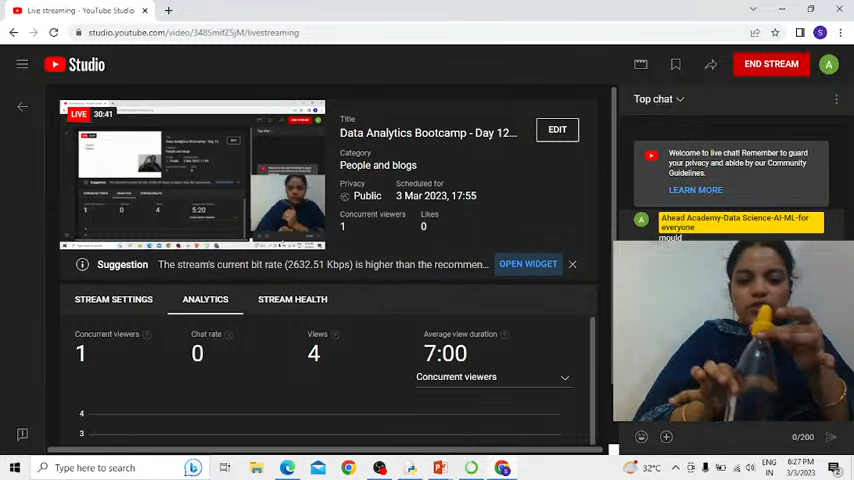 Live streaming - YouTube Studio
studio.youtube.com/video/348SmifZ5jM/livestreaming
Studio
END STREAM
A
LIVE 30:41
Title
Data Analytics Bootcamp - Day 12...
EDIT
Category
People and blogs
Privacy
Scheduled for
Public
3 Mar 2023, 17:55
Concurrent viewers
Likes
1
0
Top chat
Welcome to live chat! Remember to guard
your privacy and abide by our Community
Guidelines.
LEARN MORE
A
Ahead Academy-Data Science-AI-ML-for
everyone
mould
Suggestion
The stream's current bit rate (2632.51 Kbps) is higher than the recommen...
OPEN WIDGET
STREAM SETTINGS
ANALYTICS
STREAM HEALTH
Concurrent viewers
Chat rate
Views
Average view duration
1
0
4
7:00
Concurrent viewers
4
3
0/200
Type here to search
32°C
ENG
IN
6:27 PM
3/3/2023